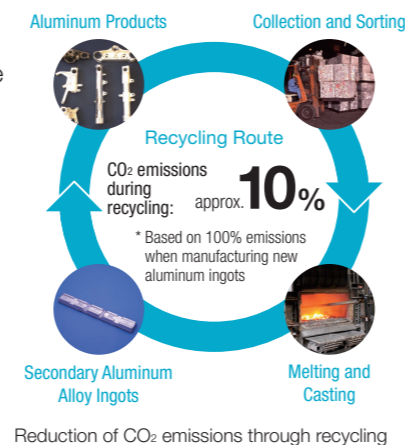 Aluminum Products
Collection and Sorting
e
Recycling Route
CO₂ emissions
during
recycling:
approx. 10%
* Based on 100% emissions
when manufacturing new
aluminum ingots
Secondary Aluminum
Alloy Ingots
Melting and
Casting
Reduction of CO₂ emissions through recycling